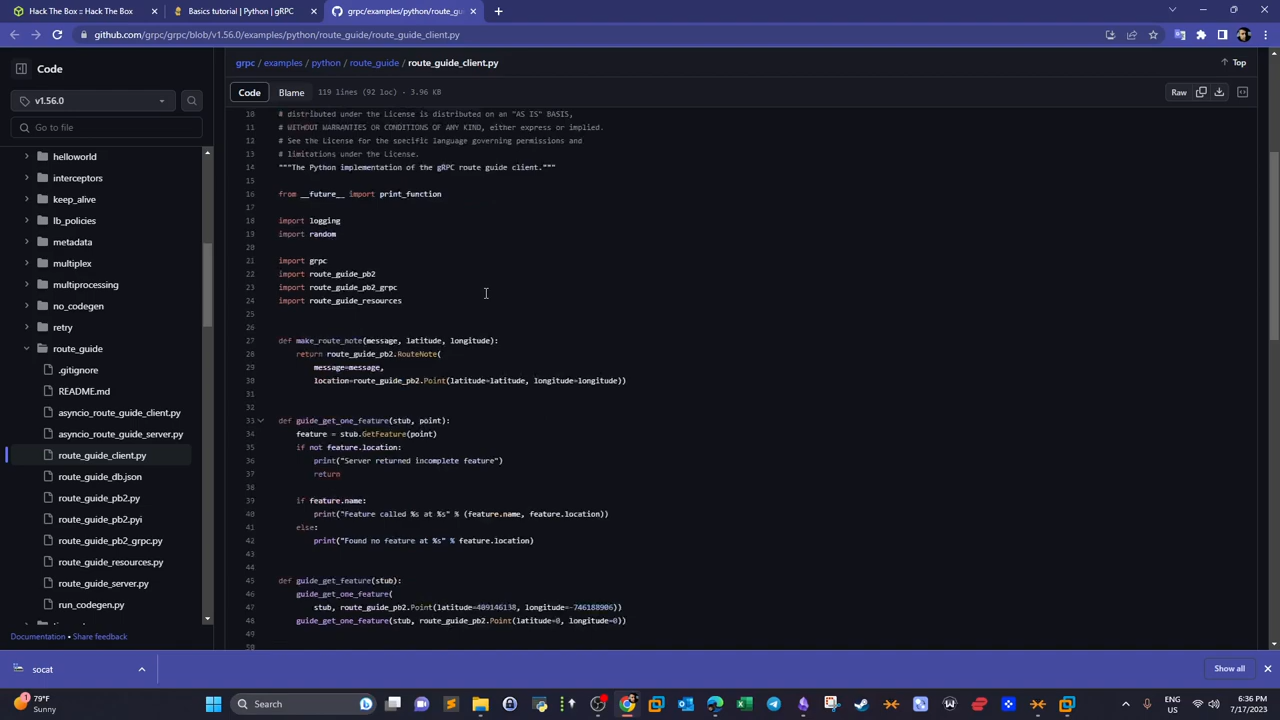 Hack The Box :: Hack The Box
Basics tutorial | Python | gRPC
grpc/examples/python/route_gu
github.com/grpc/grpc/blob/v1.56.0/examples/python/route_guide/route_guide_client.py
Code
grpc / examples / python / route_guide / route_guide_client.py
Top
v1.56.0
Code Blame 119 lines (92 loc) · 3.96 KB
Raw
Go to file
helloworld
interceptors
keep_alive
lb_policies
metadata
multiplex
multiprocessing
no_codegen
retry
route_guide
.gitignore
README.md
asyncio_route_guide_client.py
asyncio_route_guide_server.py
route_guide_client.py
route_guide_db.json
route_guide_pb2.py
route_guide_pb2.pyi
route_guide_pb2_grpc.py
route_guide_resources.py
route_guide_server.py
run_codegen.py
Documentation • Share feedback
10 # distributed under the License is distributed on an "AS IS" BASIS,
11 # WITHOUT WARRANTIES OR CONDITIONS OF ANY KIND, either express or implied.
12 # See the License for the specific language governing permissions and
13 # limitations under the License.
14 """The Python implementation of the gRPC route guide client."""
15
16 from __future__ import print_function
17
18 import logging
19 import random
20
21 import grpc
22 import route_guide_pb2
23 import route_guide_pb2_grpc
24 import route_guide_resources
25
26
27 def make_route_note(message, latitude, longitude):
28 return route_guide_pb2.RouteNote(
29 message=message,
30 location=route_guide_pb2.Point(latitude=latitude, longitude=longitude))
31
32
33 def guide_get_one_feature(stub, point):
34 feature = stub.GetFeature(point)
35 if not feature.location:
36 print("Server returned incomplete feature")
37 return
38
39 if feature.name:
40 print("Feature called %s at %s" % (feature.name, feature.location))
41 else:
42 print("Found no feature at %s" % feature.location)
43
44
45 def guide_get_feature(stub):
46 guide_get_one_feature(
47 stub, route_guide_pb2.Point(latitude=409146138, longitude=-746188906))
48 guide_get_one_feature(stub, route_guide_pb2.Point(latitude=0, longitude=0))
49
50
socat
Show all
79°F
Sunny
Search
ENG
US
6:36 PM
7/17/2023